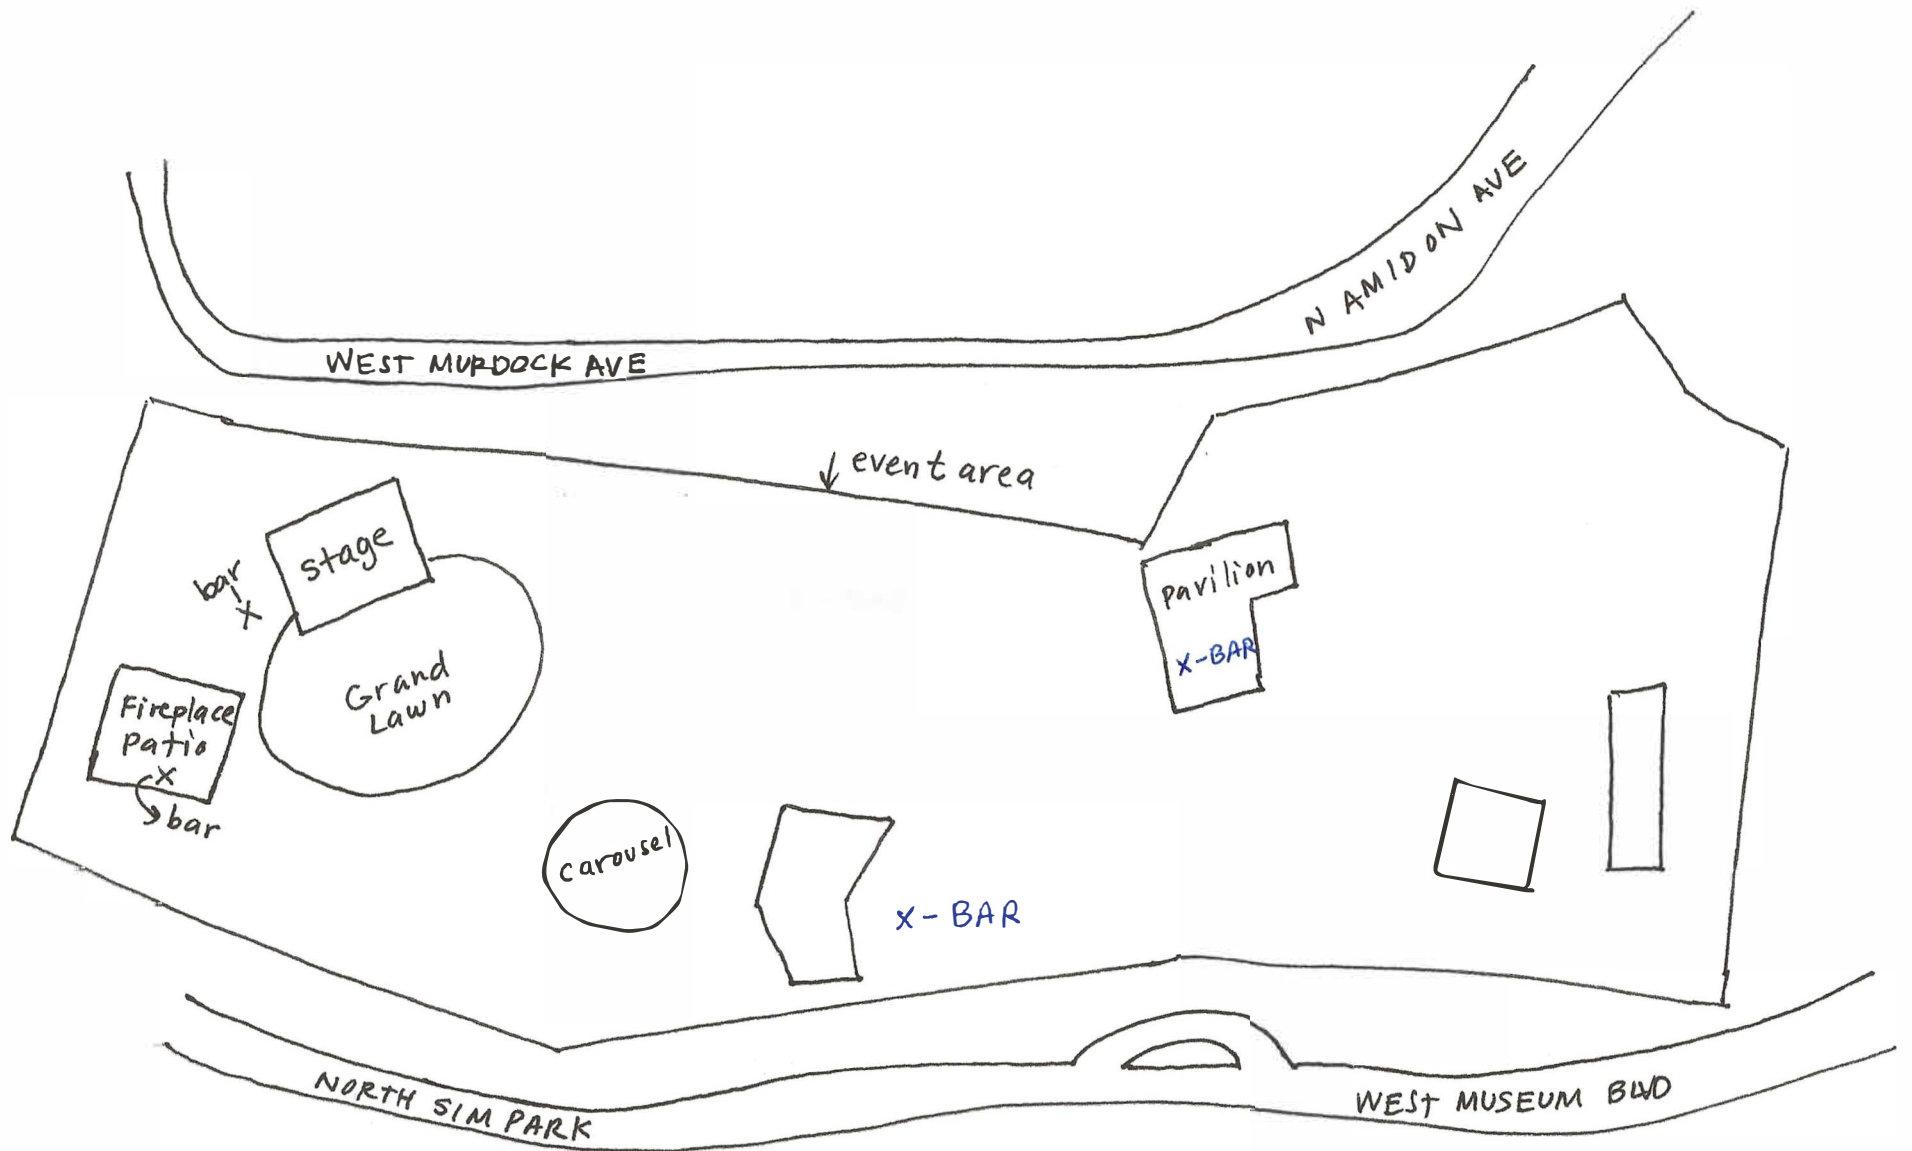 N AMIDON AVE
WEST MURDOCK AVE
↓ event area
stage
bar
X
Pavilion
X-BAR
Grand
Lawn
Fireplace
Patio
X
bar
carousel
X-BAR
NORTH SIM PARK
WEST MUSEUM BLVD